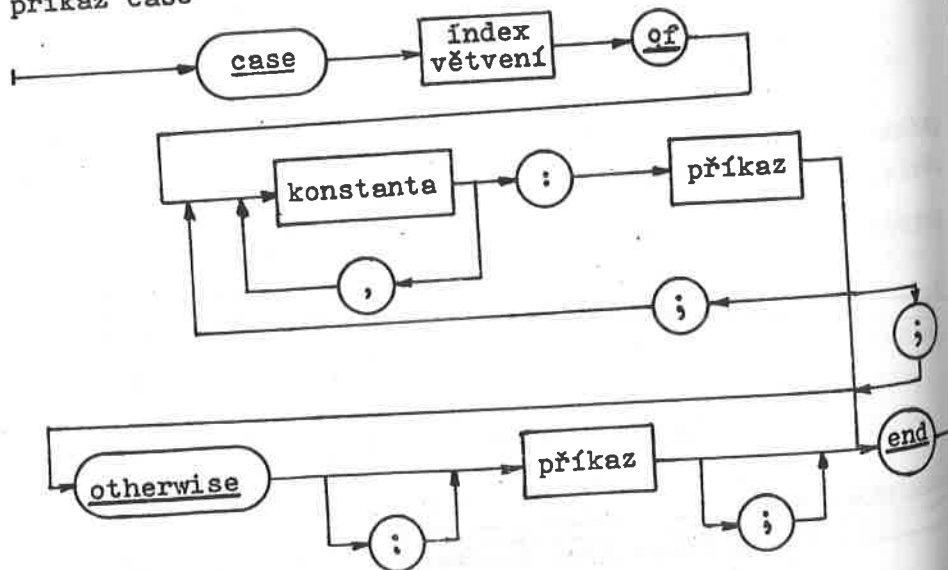 příkaz case
case
index
větvení
of
konstanta
:
příkaz
,
;
;
otherwise
:
příkaz
;
end